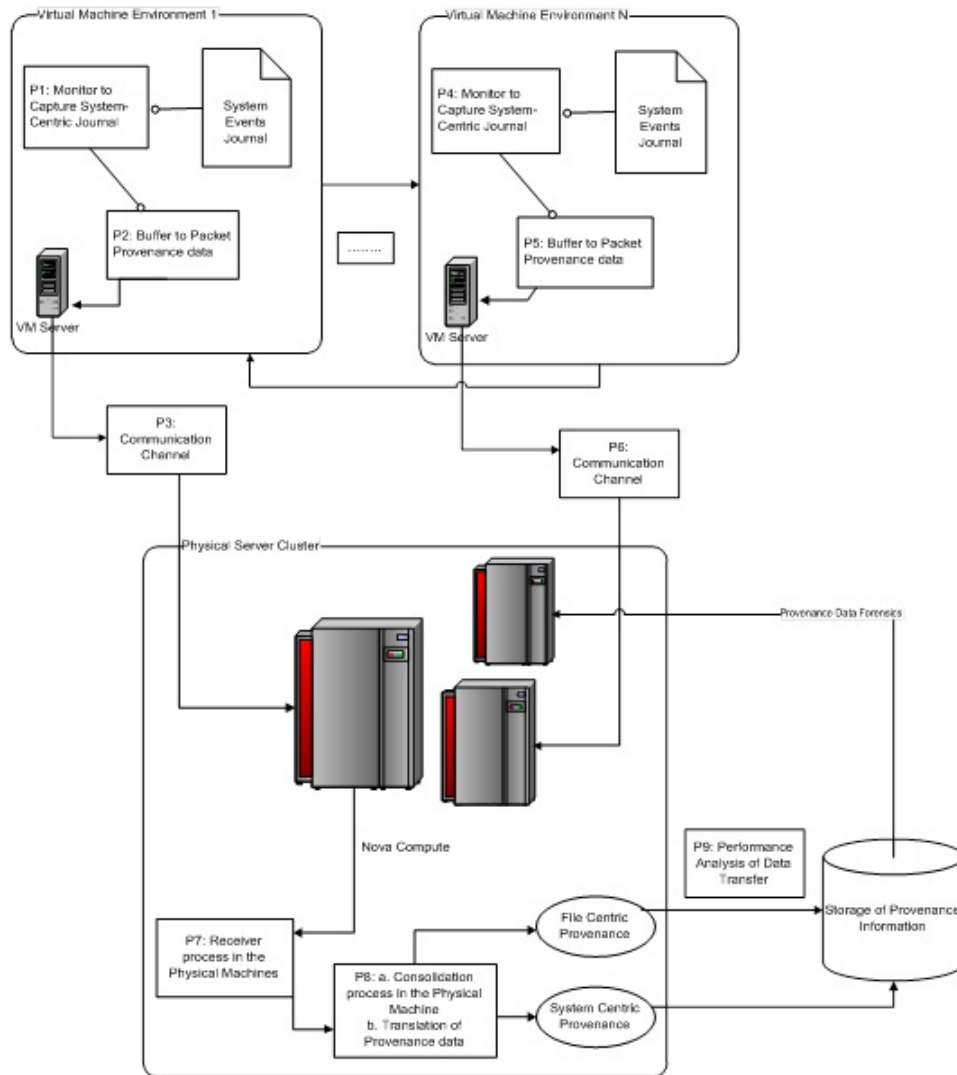 Virtual Machine Environment 1
P1: Monitor to
Capture System-
Centric Journal
System
Events
Journal
P2: Buffer to Packet
Provenance data
VM Server
........
Virtual Machine Environment N
P4: Monitor to
Capture System-
Centric Journal
System
Events
Journal
P5: Buffer to Packet
Provenance data
VM Server
P3:
Communication
Channel
P6:
Communication
Channel
Physical Server Cluster
Provenance Data Forensics
Nova Compute
P7: Receiver
process in the
Physical Machines
P8: a. Consolidation
process in the Physical
Machine
b. Translation of
Provenance data
File Centric
Provenance
System Centric
Provenance
P9: Performance
Analysis of Data
Transfer
Storage of Provenance
Information